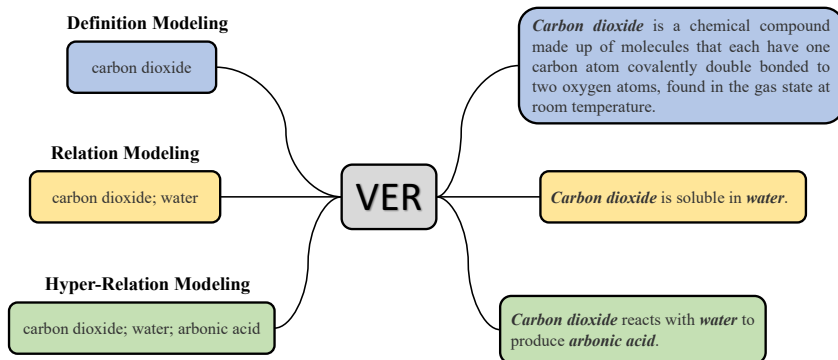 Definition Modeling
carbon dioxide
Relation Modeling
carbon dioxide; water
Hyper-Relation Modeling
carbon dioxide; water; arbonic acid
VER
Carbon dioxide is a chemical compound
made up of molecules that each have one
carbon atom covalently double bonded to
two oxygen atoms, found in the gas state at
room temperature.
Carbon dioxide is soluble in water.
Carbon dioxide reacts with water to
produce arbonic acid.